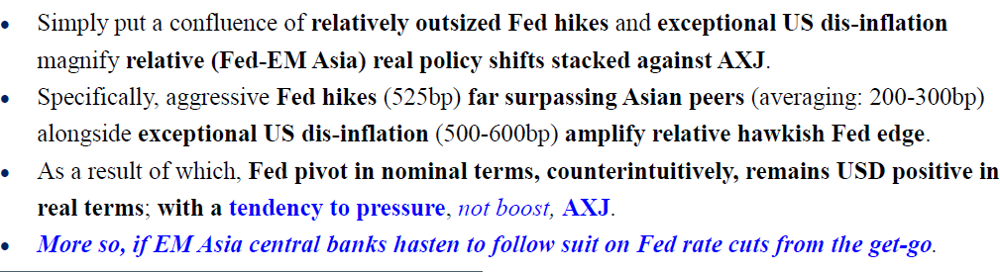 • Simply put a confluence of relatively outsized Fed hikes and exceptional US dis-inflation
magnify relative (Fed-EM Asia) real policy shifts stacked against AXJ.
• Specifically, aggressive Fed hikes (525bp) far surpassing Asian peers (averaging: 200-300bp)
alongside exceptional US dis-inflation (500-600bp) amplify relative hawkish Fed edge.
• As a result of which, Fed pivot in nominal terms, counterintuitively, remains USD positive in
real terms; with a tendency to pressure, not boost, AXJ.
• More so, if EM Asia central banks hasten to follow suit on Fed rate cuts from the get-go.